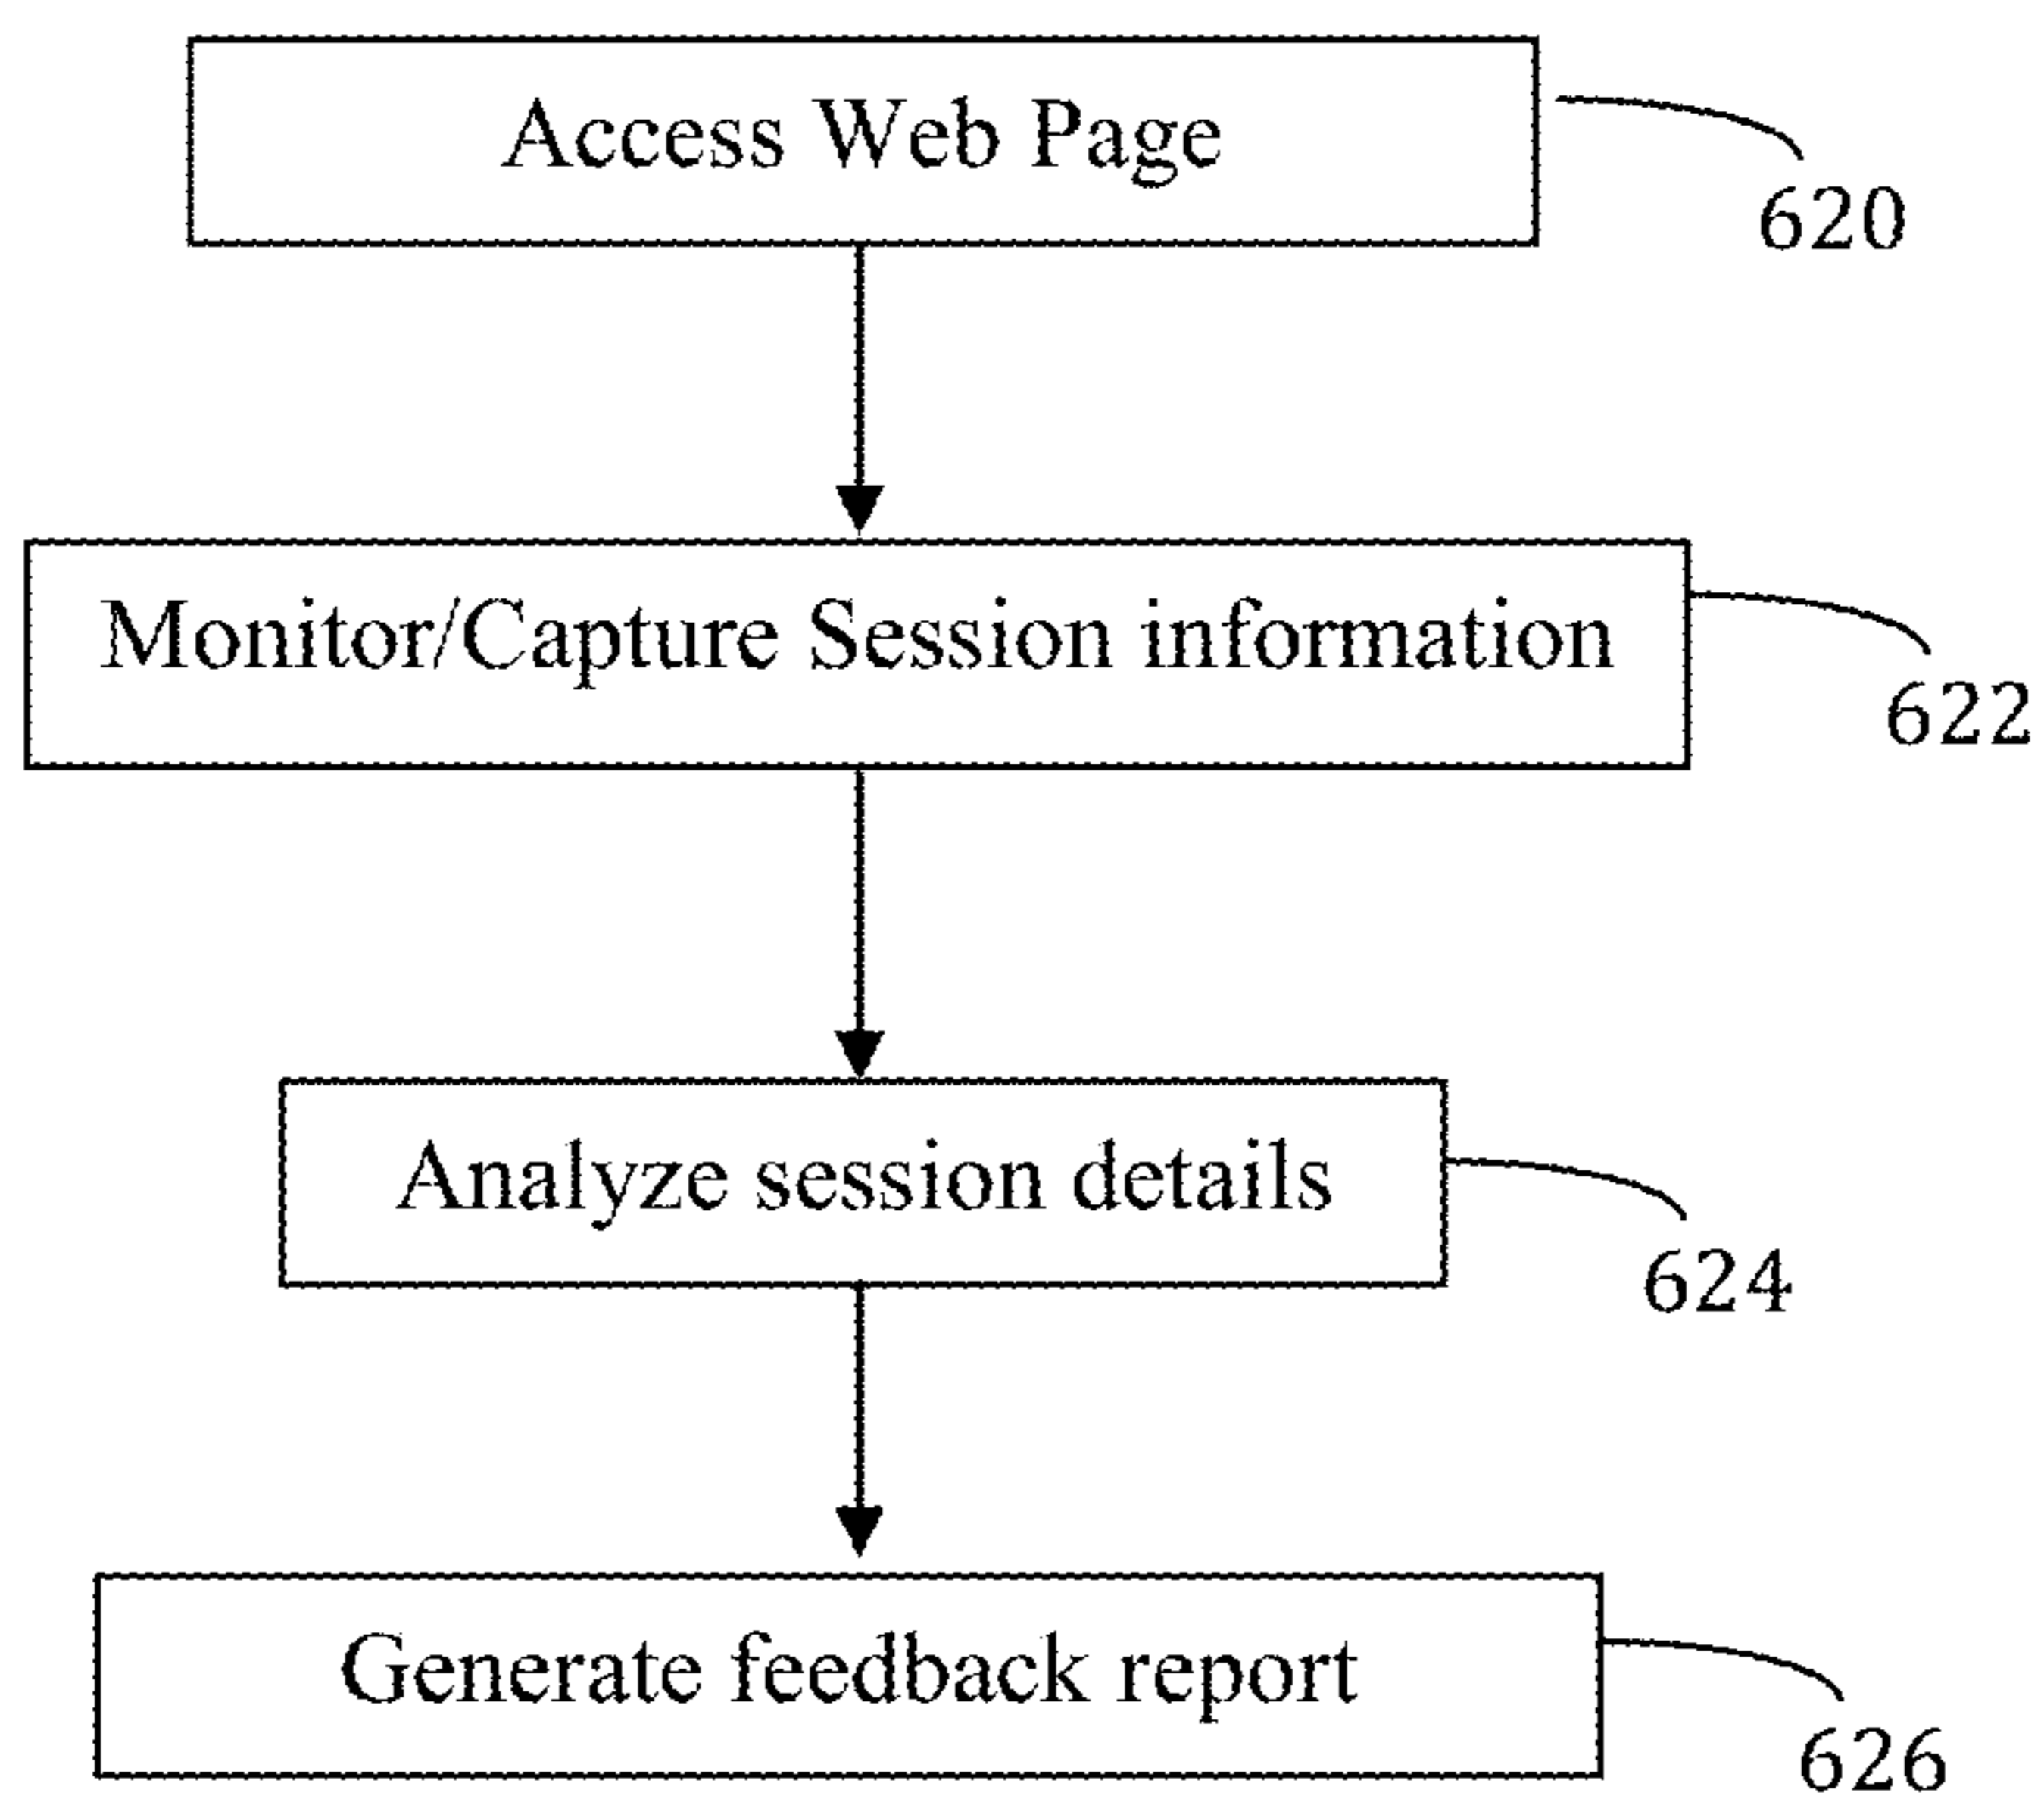 Access Web Page
620
Monitor/Capture Session information
622
Analyze session details
624
Generate feedback report
626